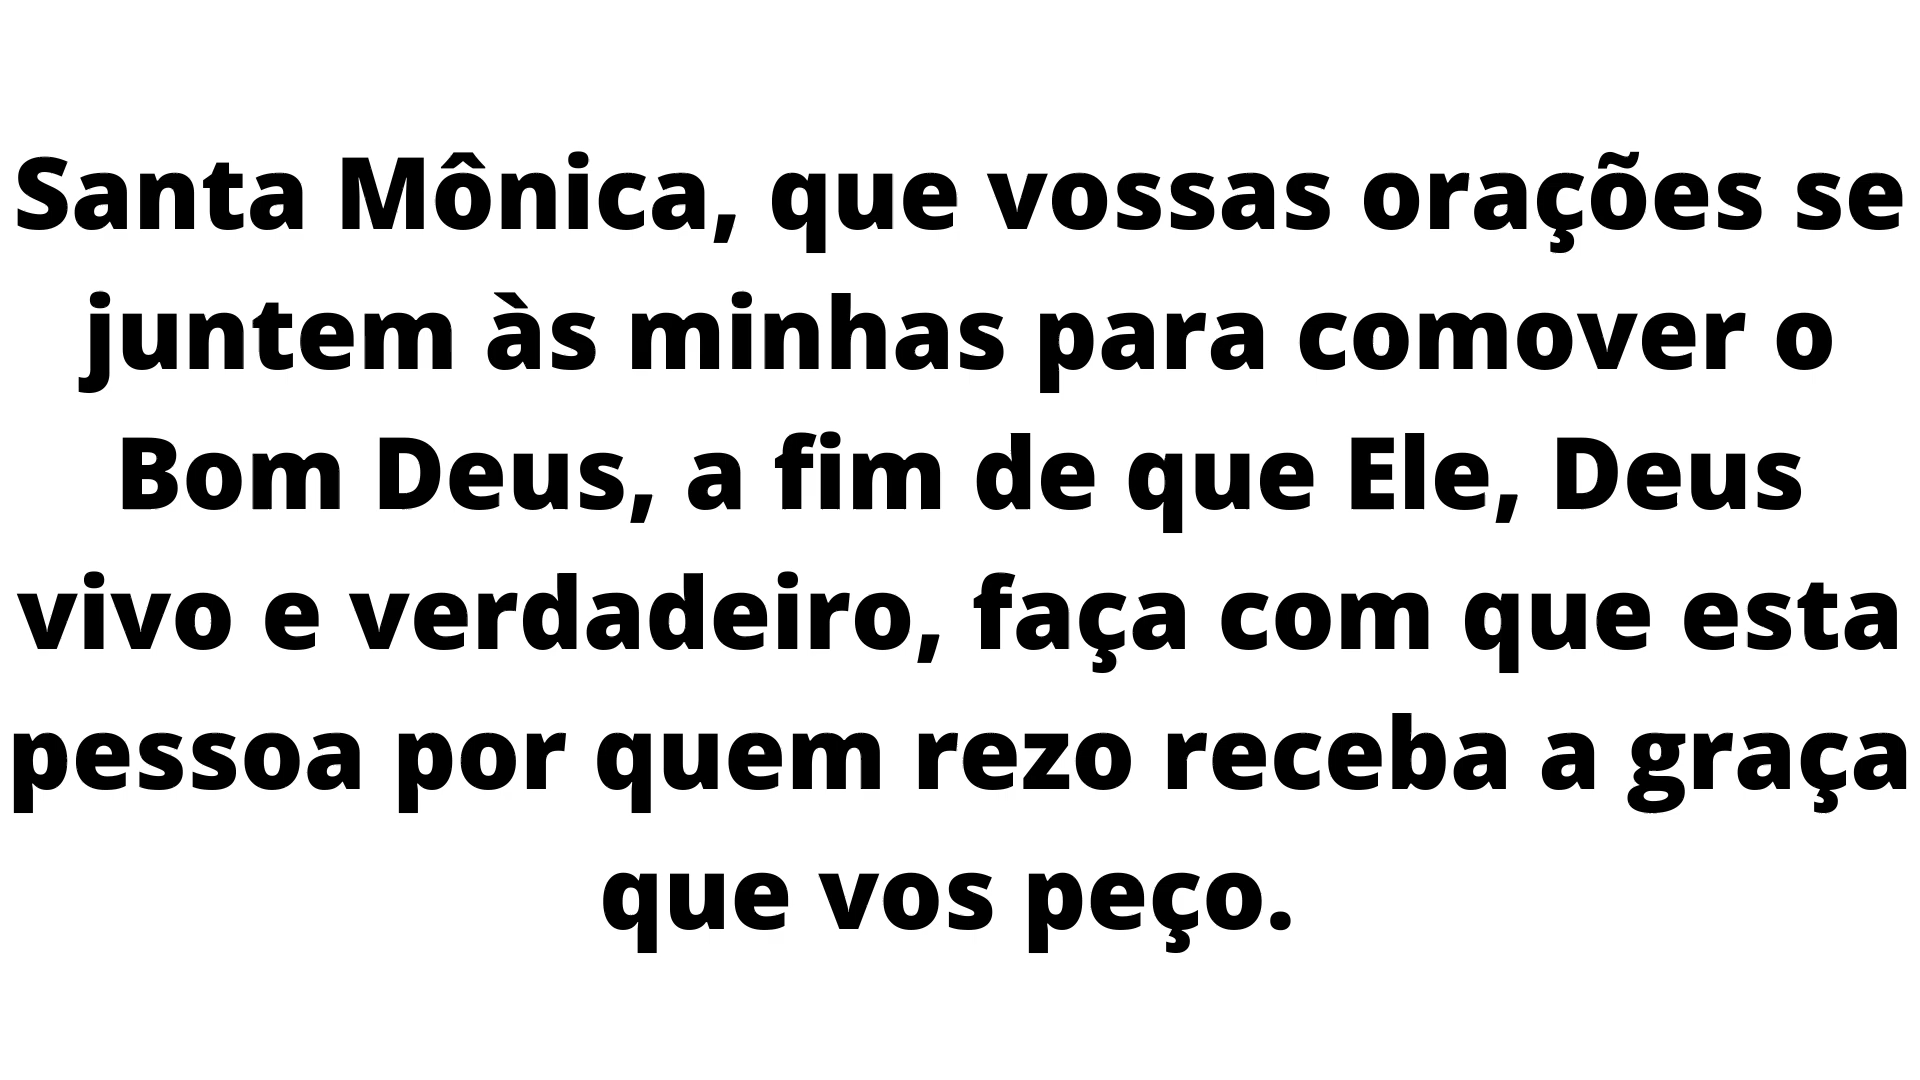 Santa Mônica, que vossas orações se
juntem às minhas para comover o
Bom Deus, a fim de que Ele, Deus
vivo e verdadeiro, faça com que esta
pessoa por quem rezo receba a graça
que vos peço.